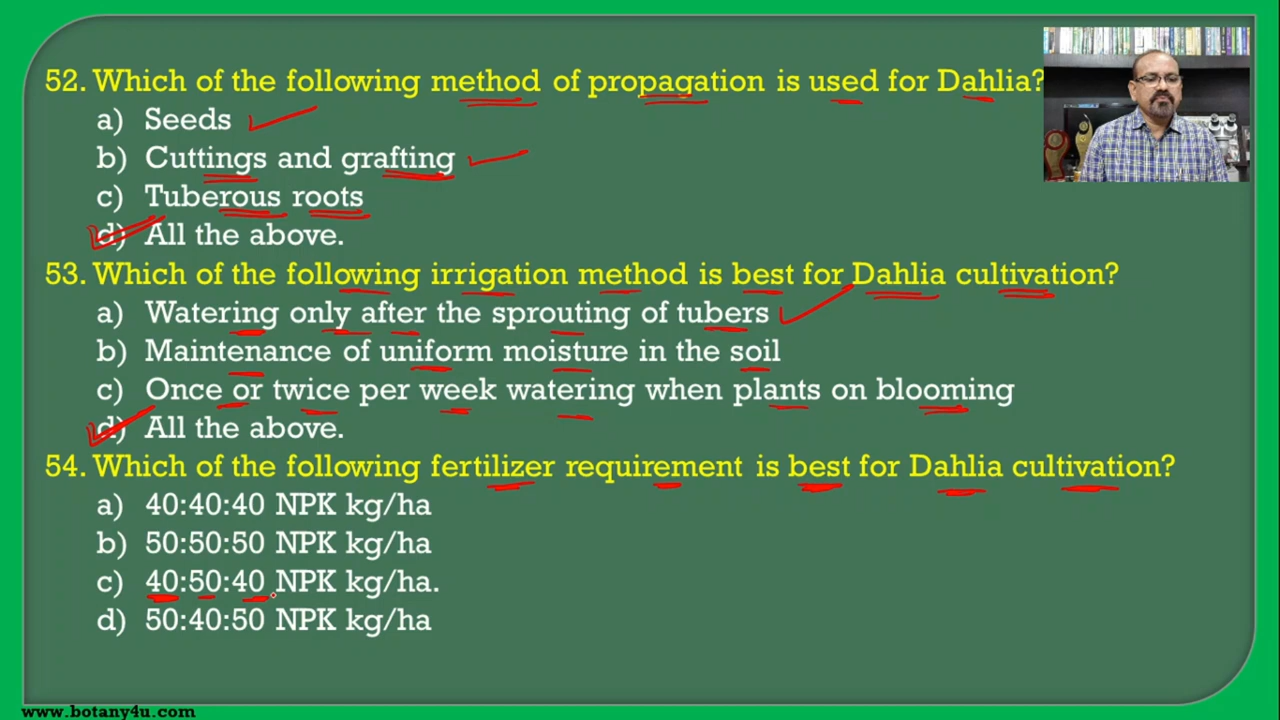 52. Which of the following method of propagation is used for Dahlia?
a) Seeds
b) Cuttings and grafting
c) Tuberous roots
d) All the above.
53. Which of the following irrigation method is best for Dahlia cultivation?
a) Watering only after the sprouting of tubers
b) Maintenance of uniform moisture in the soil
c) Once or twice per week watering when plants on blooming
d) All the above.
54. Which of the following fertilizer requirement is best for Dahlia cultivation?
a) 40:40:40 NPK kg/ha
b) 50:50:50 NPK kg/ha
c) 40:50:40 NPK kg/ha.
d) 50:40:50 NPK kg/ha
www.botany4u.com